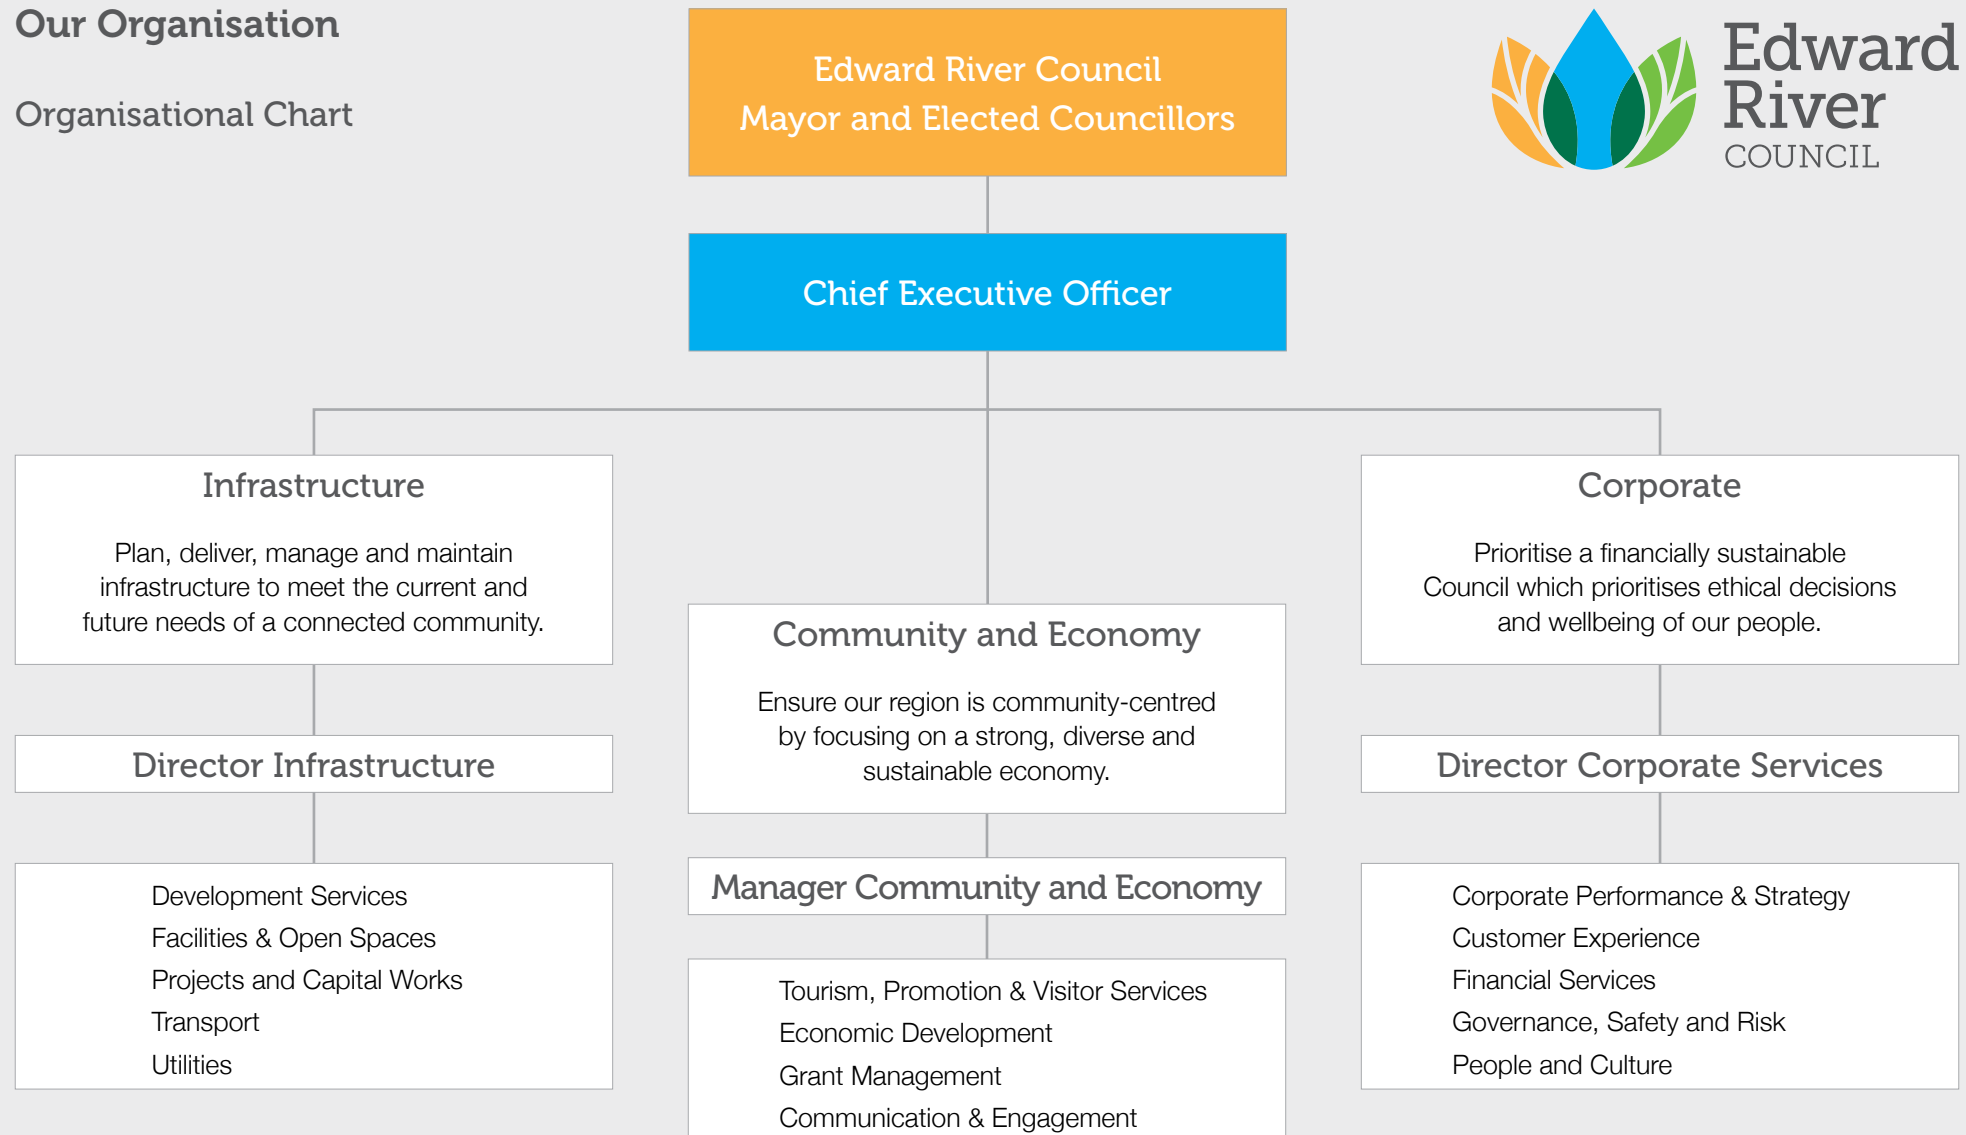 Our Organisation
Organisational Chart
Edward River Council
Mayor and Elected Councillors
Edward
River
COUNCIL
Chief Executive Officer
Infrastructure
Plan, deliver, manage and maintain
infrastructure to meet the current and
future needs of a connected community.
Director Infrastructure
Development Services
Facilities & Open Spaces
Projects and Capital Works
Transport
Utilities
Community and Economy
Ensure our region is community-centred
by focusing on a strong, diverse and
sustainable economy.
Manager Community and Economy
Tourism, Promotion & Visitor Services
Economic Development
Grant Management
Communication & Engagement
Corporate
Prioritise a financially sustainable
Council which prioritises ethical decisions
and wellbeing of our people.
Director Corporate Services
Corporate Performance & Strategy
Customer Experience
Financial Services
Governance, Safety and Risk
People and Culture